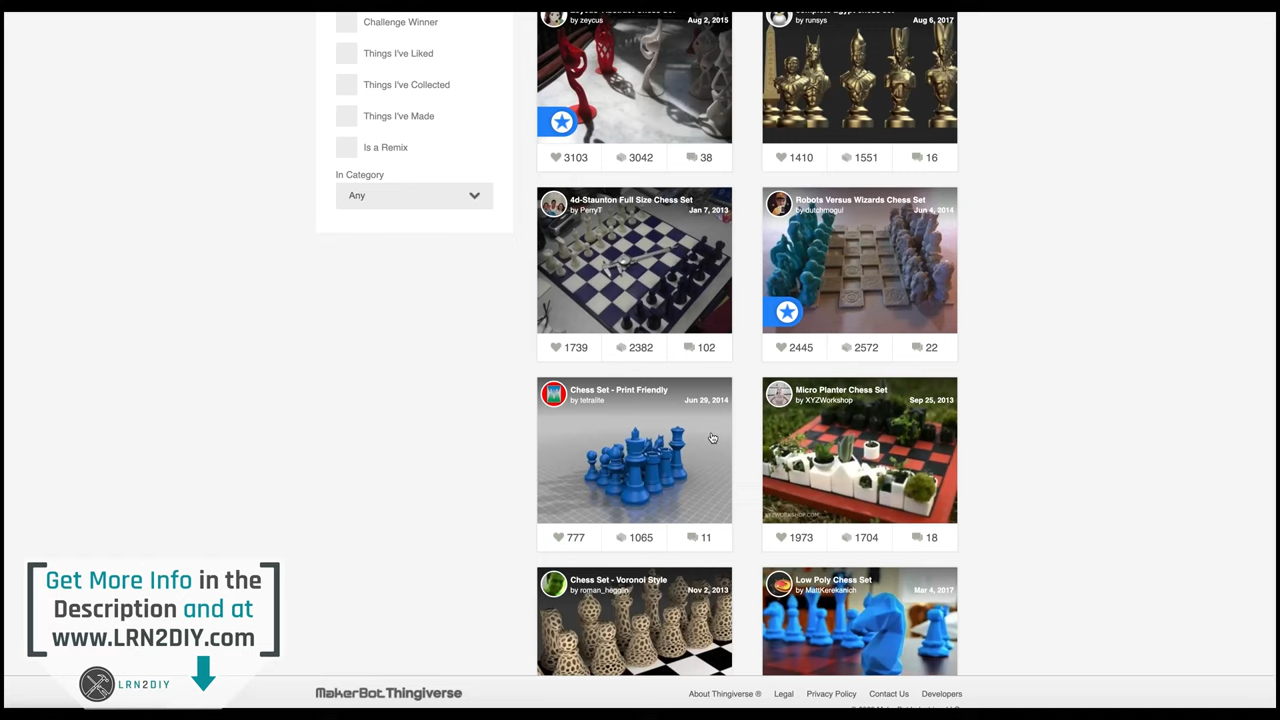 Challenge Winner
Things I've Liked
Things I've Collected
Things I've Made
Is a Remix
In Category
Any
by zeycus
Aug 2, 2015
3103 3042 38
by runsys
Aug 6, 2017
1410 1551 16
4d-Staunton Full Size Chess Set
by PerryT
Jan 7, 2013
1739 2382 102
Robots Versus Wizards Chess Set
by dutchmogul
Jun 4, 2014
2445 2572 22
Chess Set - Print Friendly
by tetralite
Jun 29, 2014
777 1065 11
Micro Planter Chess Set
by XYZWorkshop
Sep 25, 2013
XYZWORKSHOP.COM
1973 1704 18
Chess Set - Voronoi Style
by roman_hegglin
Nov 2, 2013
Low Poly Chess Set
by MattKerekanich
Mar 4, 2017
Get More Info in the
Description and at
www.LRN2DIY.com
LRN2DIY
MakerBot Thingiverse
About Thingiverse ® Legal Privacy Policy Contact Us Developers